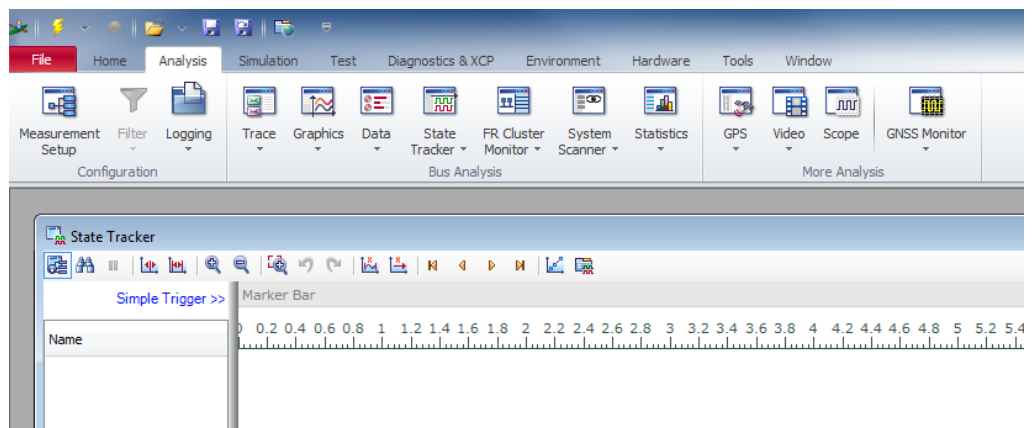 File Home Analysis Simulation Test Diagnostics & XCP Environment Hardware Tools Window
Measurement Setup Filter Logging Trace Graphics Data State Tracker FR Cluster Monitor System Scanner Statistics GPS Video Scope GNSS Monitor
Configuration Bus Analysis More Analysis
State Tracker
Simple Trigger >> Marker Bar
0 0.2 0.4 0.6 0.8 1 1.2 1.4 1.6 1.8 2 2.2 2.4 2.6 2.8 3 3.2 3.4 3.6 3.8 4 4.2 4.4 4.6 4.8 5 5.2 5.4
Name